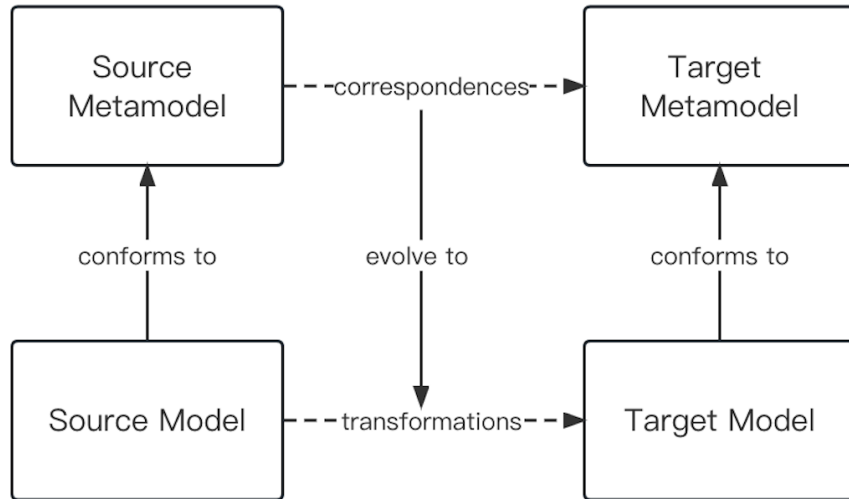 Source
Metamodel
correspondences
Target
Metamodel
conforms to
evolve to
conforms to
Source Model
transformations
Target Model